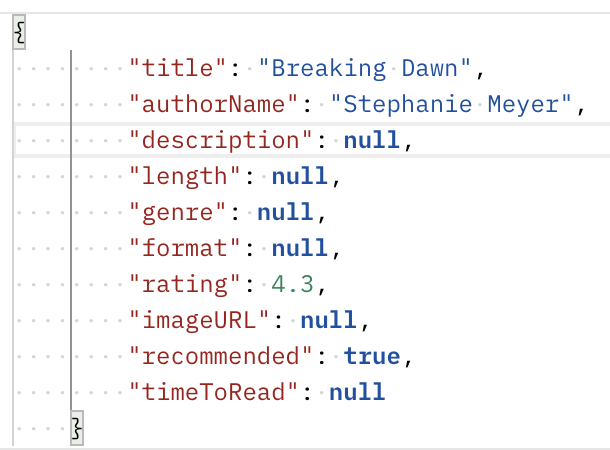 {
"title": "Breaking Dawn",
"authorName": "Stephanie Meyer",
"description": null,
"length": null,
"genre": null,
"format": null,
"rating": 4.3,
"imageURL": null,
"recommended": true,
"timeToRead": null
}